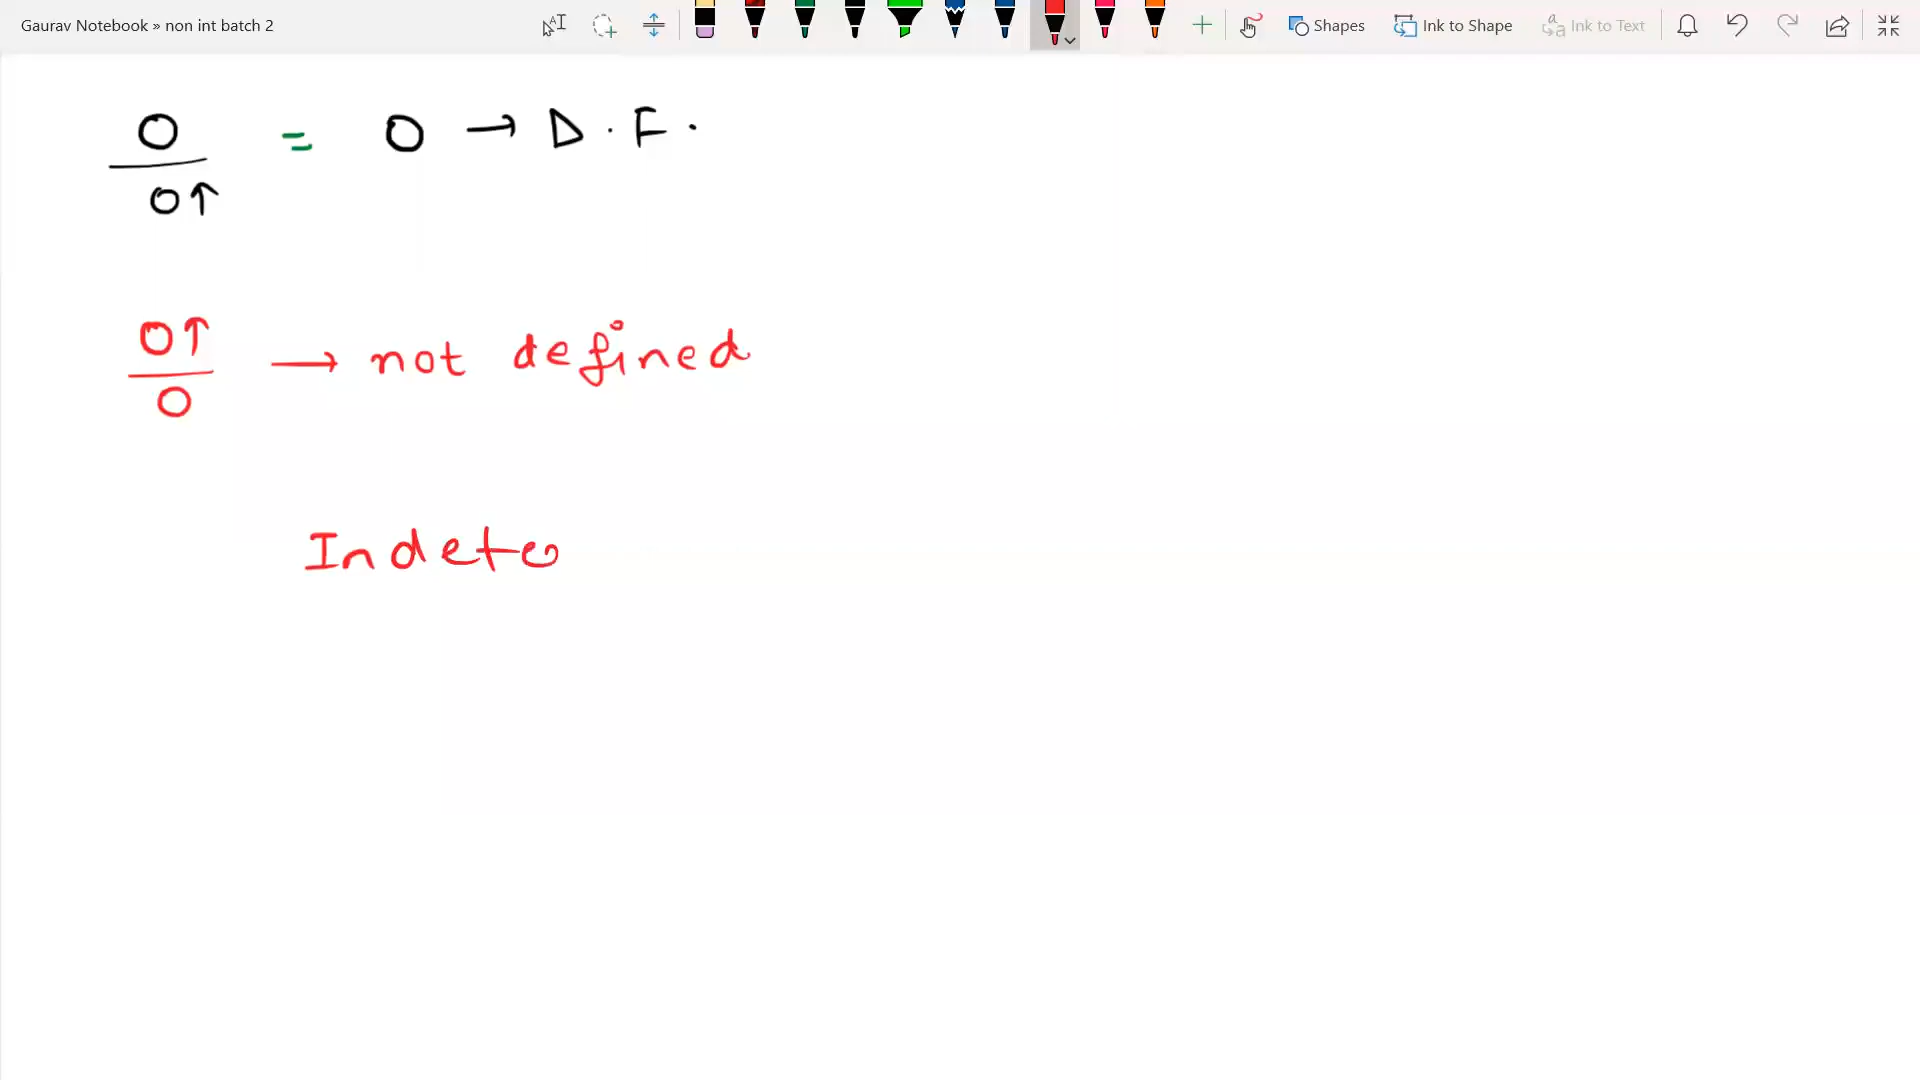 Gaurav Notebook » non int batch 2
Shapes
Ink to Shape
Ink to Text
0 / 0↑ = 0 → D.F.
0↑ / 0 → not defined
Indete